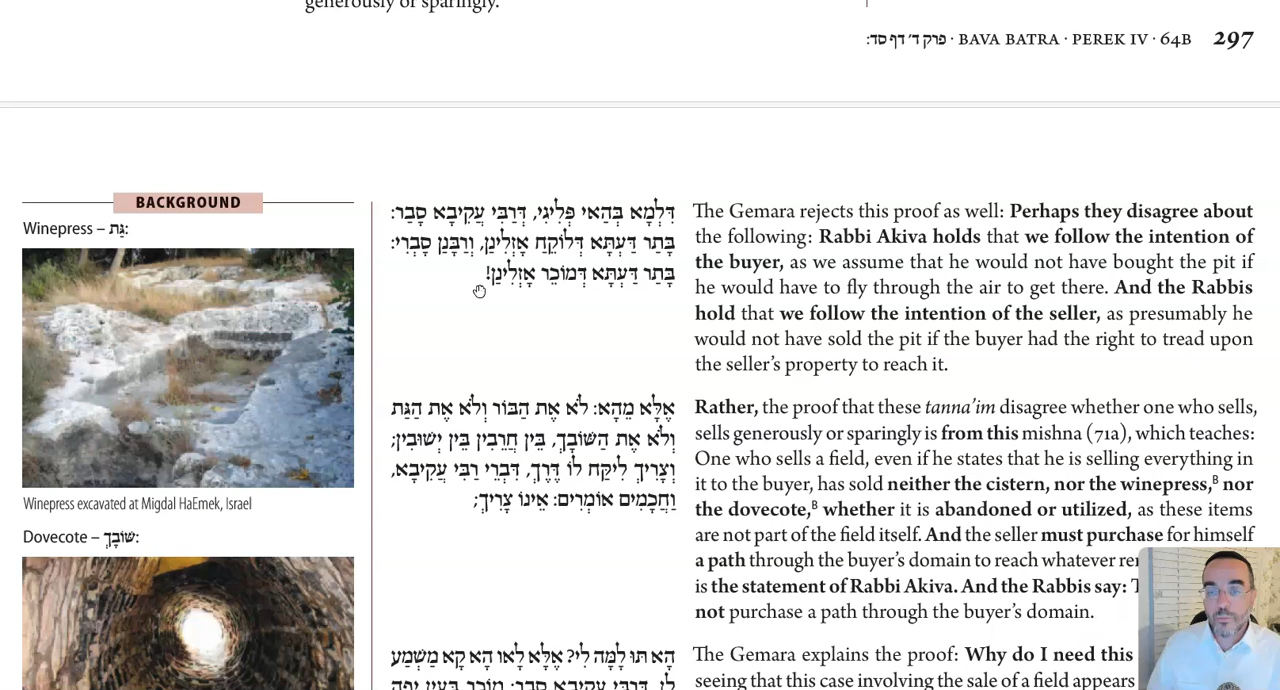 generously or sparingly.
פרק ד׳ דף סד: · BAVA BATRA · PEREK IV · 64B 297
BACKGROUND
Winepress – גַּת:
Winepress excavated at Migdal HaEmek, Israel
Dovecote – שׁוֹבָךְ:
דִּלְמָא בְּהַאי פְּלִיגִי, דְּרַבִּי עֲקִיבָא סָבַר:
בָּתַר דַּעְתָּא דְּלוֹקֵחַ אָזְלִינַן, וְרַבָּנַן סָבְרִי:
בָּתַר דַּעְתָּא דְּמוֹכֵר אָזְלִינַן!
The Gemara rejects this proof as well: Perhaps they disagree about
the following: Rabbi Akiva holds that we follow the intention of
the buyer, as we assume that he would not have bought the pit if
he would have to fly through the air to get there. And the Rabbis
hold that we follow the intention of the seller, as presumably he
would not have sold the pit if the buyer had the right to tread upon
the seller's property to reach it.
אֶלָּא מֵהָא: לֹא אֶת הַבּוֹר וְלֹא אֶת הַגַּת
וְלֹא אֶת הַשּׁוֹבָךְ, בֵּין חֲרֵבִין בֵּין יְשׁוּבִין;
וְצָרִיךְ לִיקַּח לוֹ דֶּרֶךְ, דִּבְרֵי רַבִּי עֲקִיבָא,
וַחֲכָמִים אוֹמְרִים: אֵינוֹ צָרִיךְ;
Rather, the proof that these tanna'im disagree whether one who sells,
sells generously or sparingly is from this mishna (71a), which teaches:
One who sells a field, even if he states that he is selling everything in
it to the buyer, has sold neither the cistern, nor the winepress,B nor
the dovecote,B whether it is abandoned or utilized, as these items
are not part of the field itself. And the seller must purchase for himself
a path through the buyer's domain to reach whatever
is the statement of Rabbi Akiva. And the Rabbis say:
not purchase a path through the buyer's domain.
הָא תּוּ לָמָּה לִי? אֶלָּא לָאו הָא קָא מַשְׁמַע
לַן, דְּרַבִּי עֲקִיבָא סָבַר: מוֹכֵר בְּעַיִן יָפָה
The Gemara explains the proof: Why do I need this
seeing that this case involving the sale of a field appears